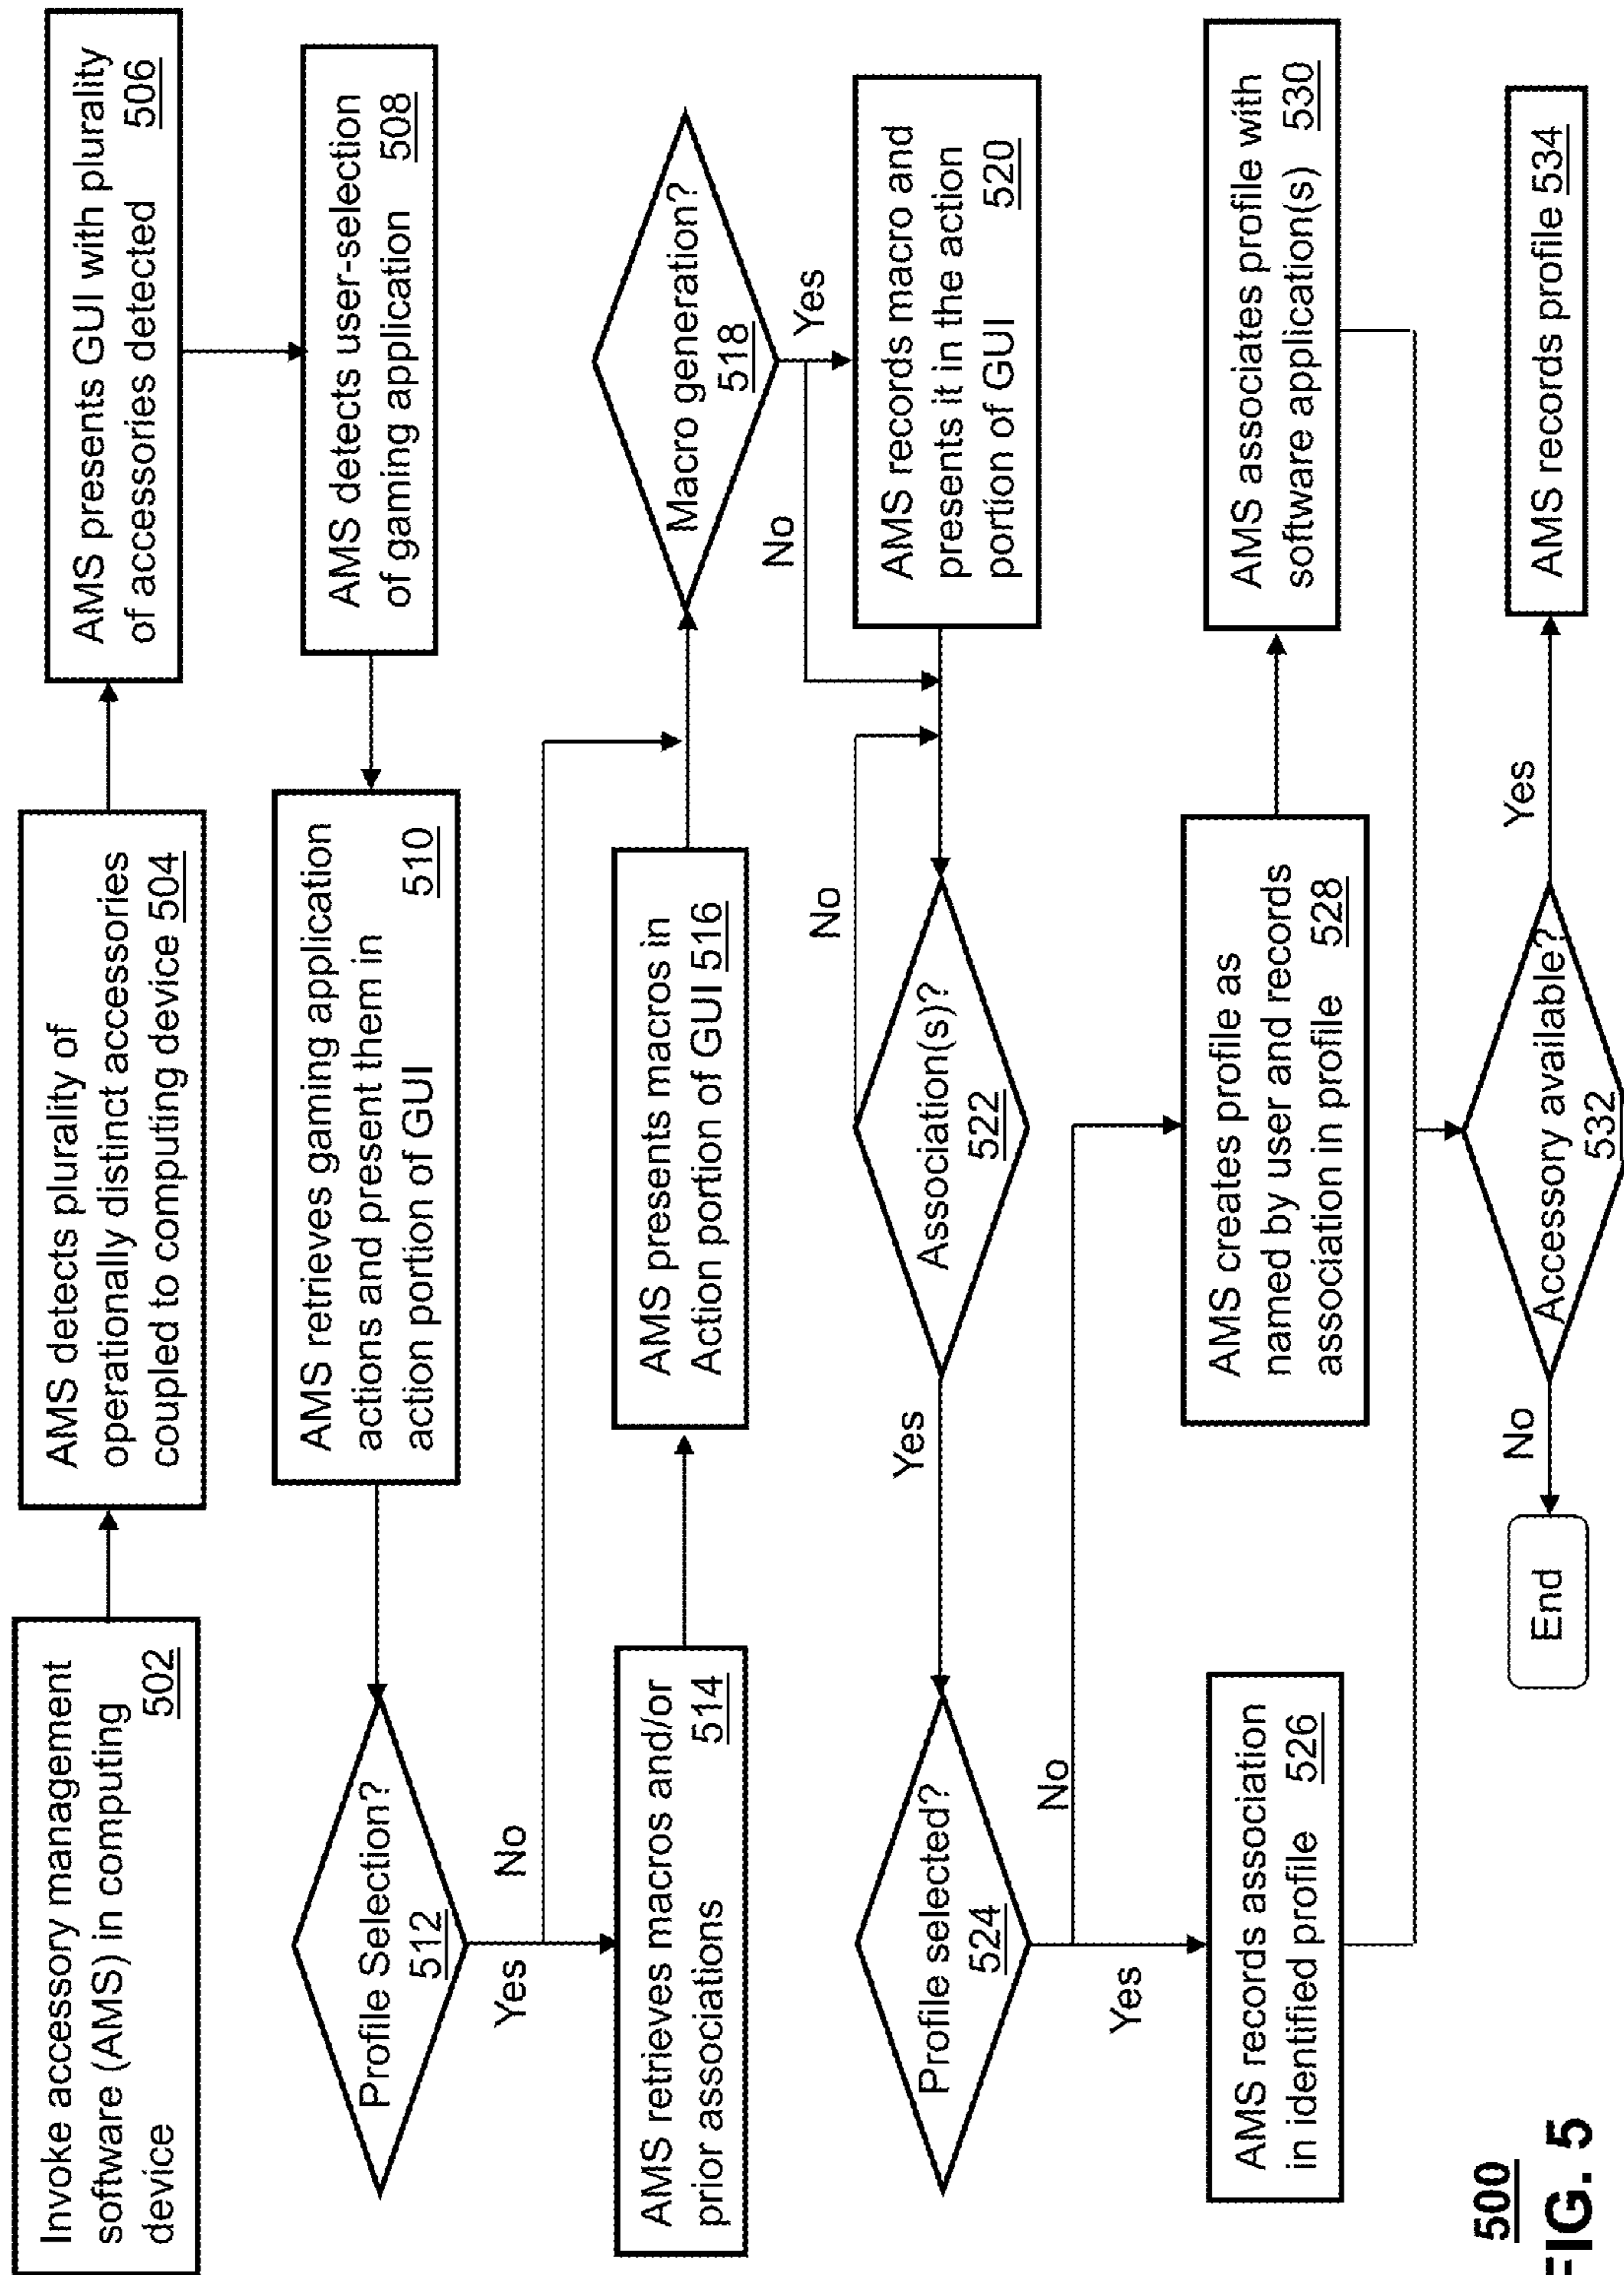 Invoke accessory management
software (AMS) in computing
device 502
AMS detects plurality of
operationally distinct accessories
coupled to computing device 504
AMS presents GUI with plurality
of accessories detected 506
AMS detects user-selection
of gaming application 508
AMS retrieves gaming application
actions and present them in
action portion of GUI 510
Profile Selection?
512
No
Yes
AMS retrieves macros and/or
prior associations 514
AMS presents macros in
Action portion of GUI 516
Macro generation?
518
No
Yes
AMS records macro and
presents it in the action
portion of GUI 520
Association(s)?
522
No
Yes
Profile selected?
524
No
Yes
AMS records association
in identified profile 526
AMS creates profile as
named by user and records
association in profile 528
AMS associates profile with
software application(s) 530
Accessory available?
532
No
Yes
End
AMS records profile 534
500
FIG. 5